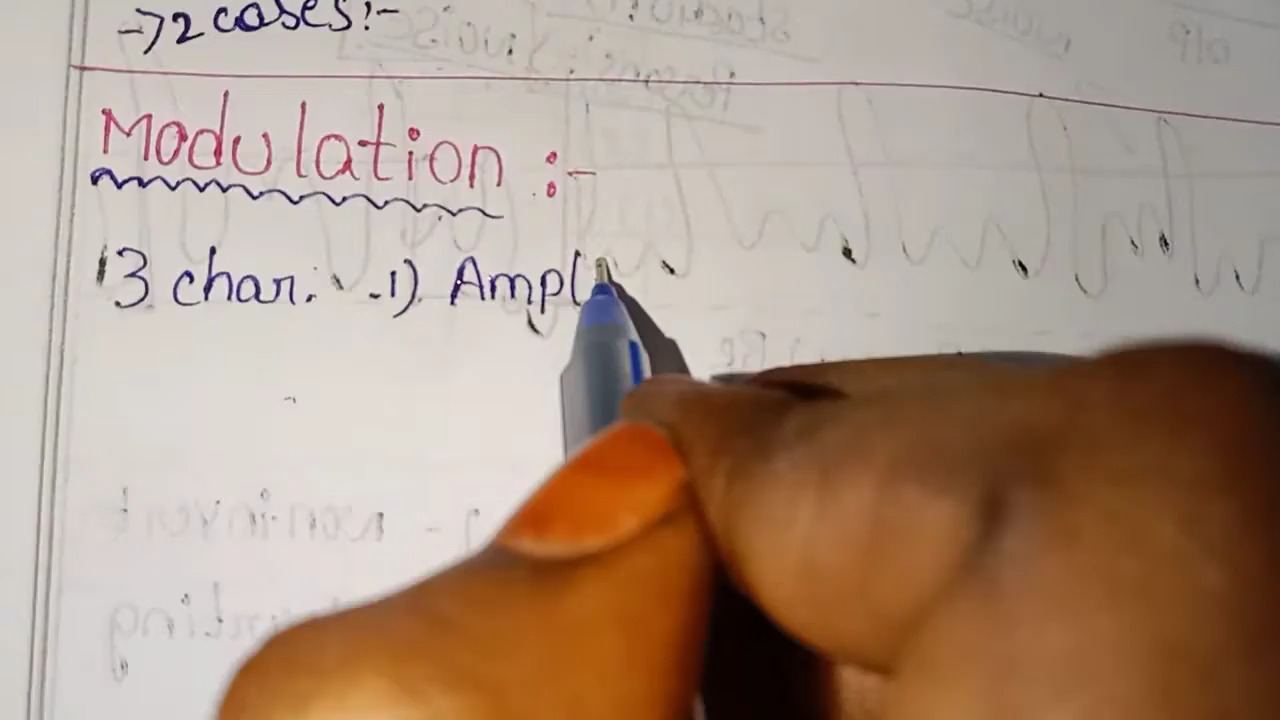 →2 cases:-
Modulation :-
3 char. 1) Ampl